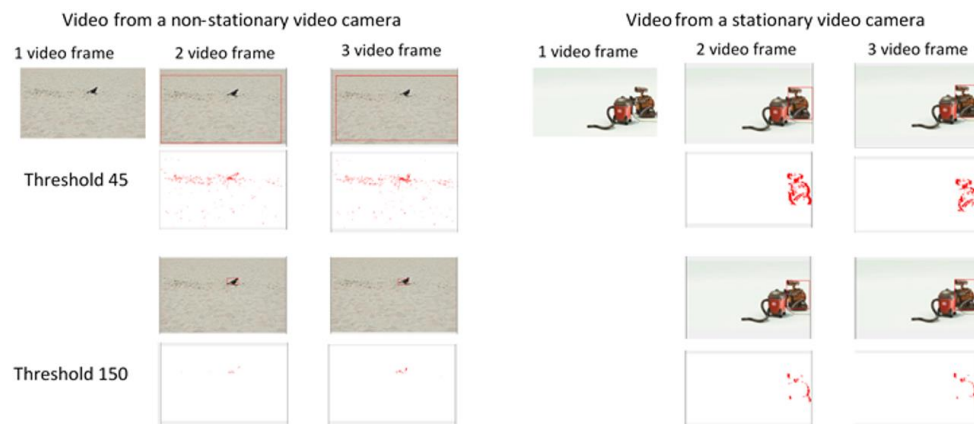 Video from a non-stationary video camera
1 video frame
2 video frame
3 video frame
Threshold 45
Threshold 150
Video from a stationary video camera
1 video frame
2 video frame
3 video frame